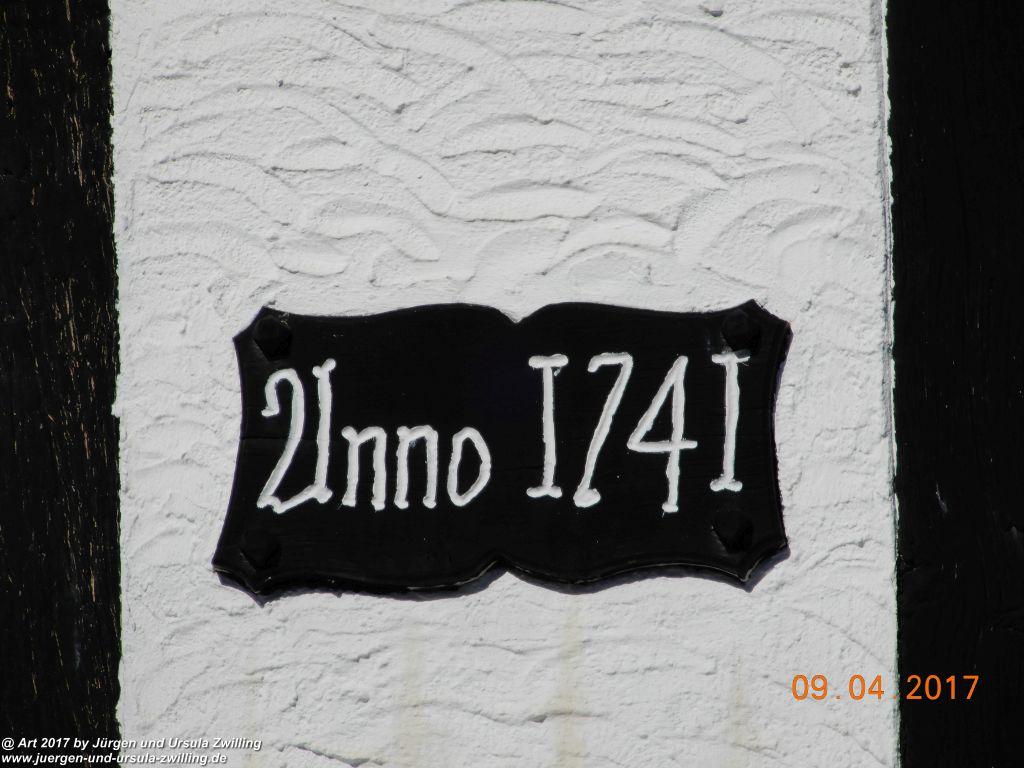 Anno 1741
09.04 2017
@ Art 2017 by Jürgen und Ursula Zwilling
www.juergen-und-ursula-zwilling.de